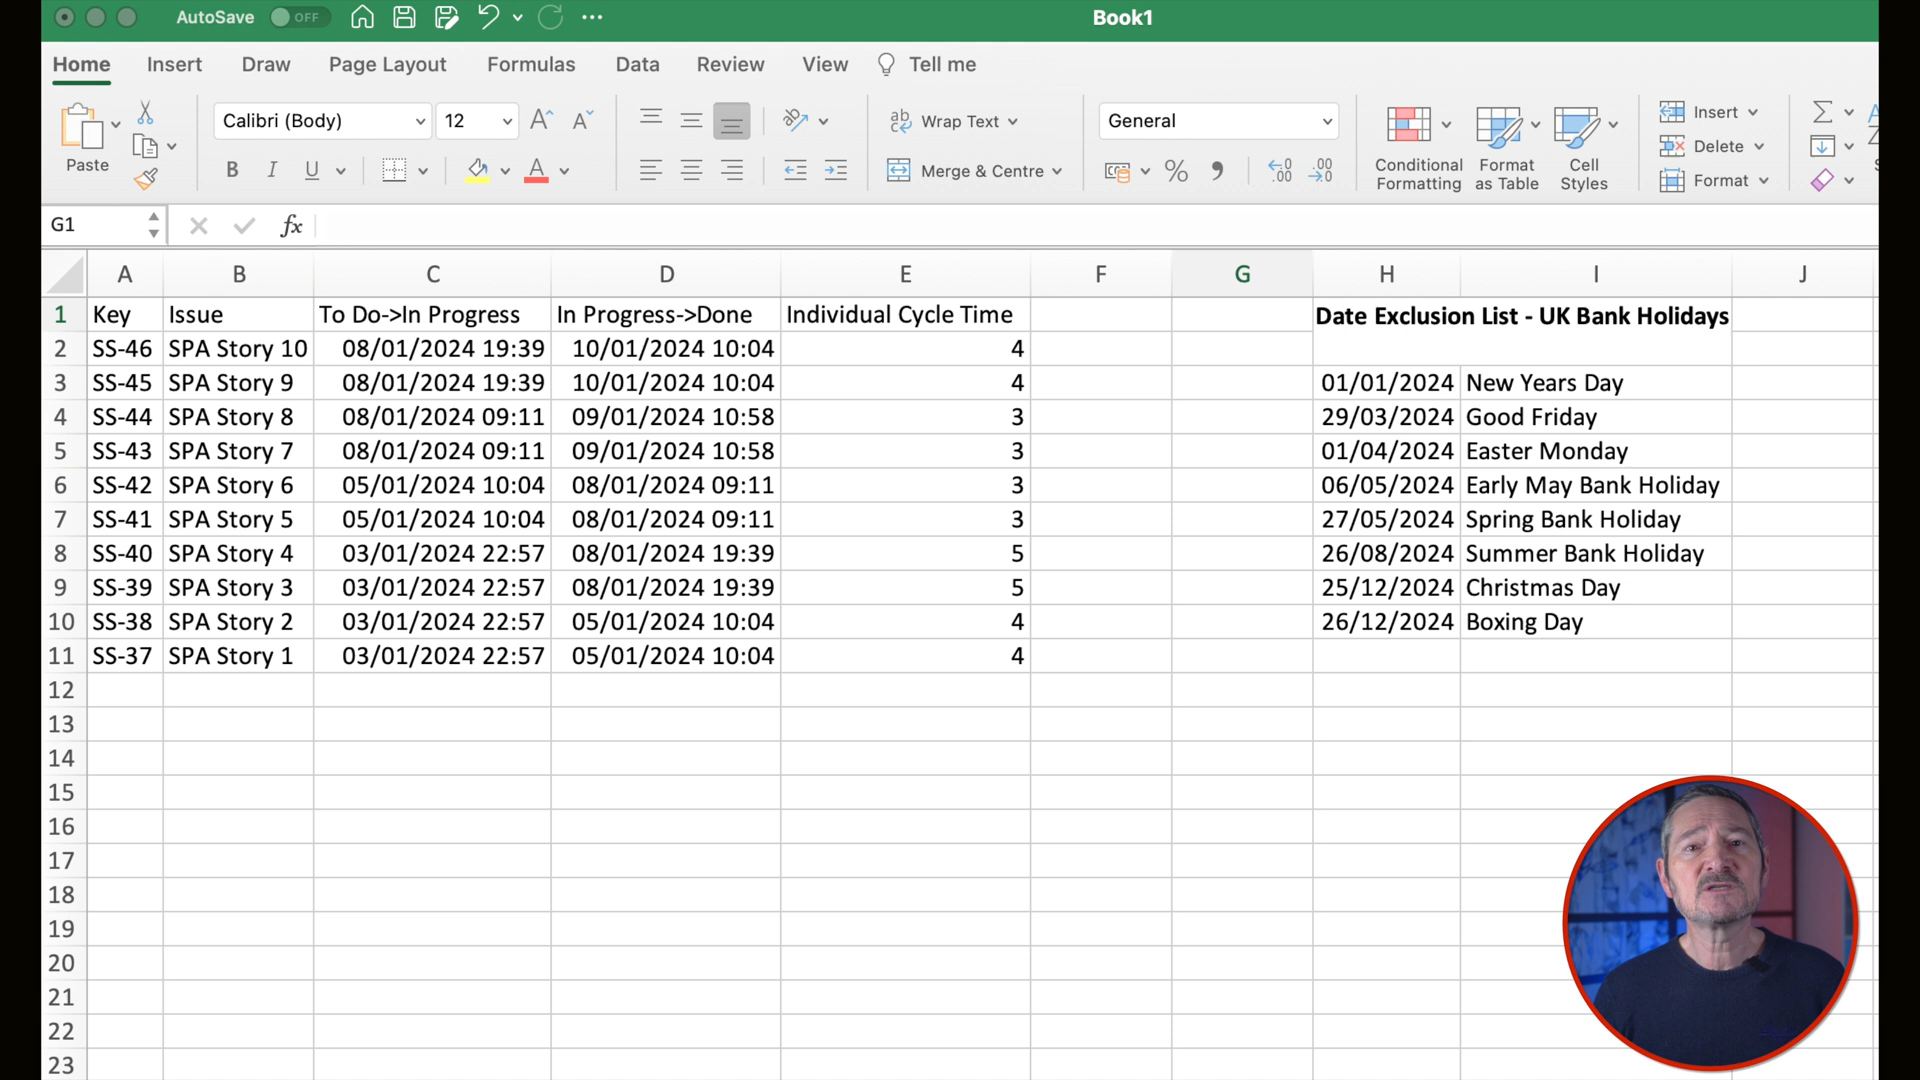 AutoSave OFF Book1
Home Insert Draw Page Layout Formulas Data Review View Tell me
Paste Calibri (Body) 12 Wrap Text General Insert
B I U Merge & Centre Delete
Conditional Formatting Format as Table Cell Styles Format
G1 fx
A B C D E F G H I J
1 Key Issue To Do->In Progress In Progress->Done Individual Cycle Time Date Exclusion List - UK Bank Holidays
2 SS-46 SPA Story 10 08/01/2024 19:39 10/01/2024 10:04 4
3 SS-45 SPA Story 9 08/01/2024 19:39 10/01/2024 10:04 4 01/01/2024 New Years Day
4 SS-44 SPA Story 8 08/01/2024 09:11 09/01/2024 10:58 3 29/03/2024 Good Friday
5 SS-43 SPA Story 7 08/01/2024 09:11 09/01/2024 10:58 3 01/04/2024 Easter Monday
6 SS-42 SPA Story 6 05/01/2024 10:04 08/01/2024 09:11 3 06/05/2024 Early May Bank Holiday
7 SS-41 SPA Story 5 05/01/2024 10:04 08/01/2024 09:11 3 27/05/2024 Spring Bank Holiday
8 SS-40 SPA Story 4 03/01/2024 22:57 08/01/2024 19:39 5 26/08/2024 Summer Bank Holiday
9 SS-39 SPA Story 3 03/01/2024 22:57 08/01/2024 19:39 5 25/12/2024 Christmas Day
10 SS-38 SPA Story 2 03/01/2024 22:57 05/01/2024 10:04 4 26/12/2024 Boxing Day
11 SS-37 SPA Story 1 03/01/2024 22:57 05/01/2024 10:04 4
12
13
14
15
16
17
18
19
20
21
22
23